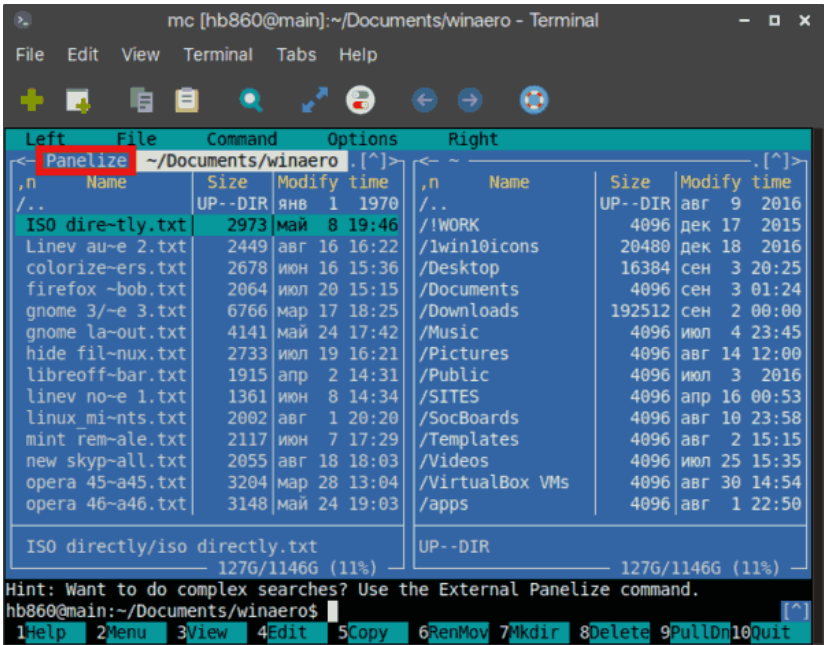 mc [hb860@main]:~/Documents/winaero - Terminal
File Edit View Terminal Tabs Help
Left File Command Options Right
<— Panelize ~/Documents/winaero .[^]> <— ~ .[^]>
,n Name Size Modify time ,n Name Size Modify time
/.. UP--DIR янв 1 1970 /.. UP--DIR авг 9 2016
ISO dire~tly.txt 2973 май 8 19:46 /!WORK 4096 дек 17 2015
Linev au~e 2.txt 2449 авг 16 16:22 /1win10icons 20480 дек 18 2016
colorize~ers.txt 2678 июн 16 15:36 /Desktop 16384 сен 3 20:25
firefox ~bob.txt 2064 июл 20 15:15 /Documents 4096 сен 3 01:24
gnome 3/~e 3.txt 6766 мар 17 18:25 /Downloads 192512 сен 2 00:00
gnome la~out.txt 4141 май 24 17:42 /Music 4096 июл 4 23:45
hide fil~nux.txt 2733 июл 19 16:21 /Pictures 4096 авг 14 12:00
libreoff~bar.txt 1915 апр 2 14:31 /Public 4096 июл 3 2016
linev no~e 1.txt 1361 июн 8 14:34 /SITES 4096 апр 16 00:53
linux_mi~nts.txt 2002 авг 1 20:20 /SocBoards 4096 авг 10 23:58
mint rem~ale.txt 2117 июн 7 17:29 /Templates 4096 авг 2 15:15
new skyp~all.txt 2055 авг 18 18:03 /Videos 4096 июл 25 15:35
opera 45~a45.txt 3204 мар 28 13:04 /VirtualBox VMs 4096 авг 30 14:54
opera 46~a46.txt 3148 май 24 19:03 /apps 4096 авг 1 22:50
ISO directly/iso directly.txt UP--DIR
127G/1146G (11%) 127G/1146G (11%)
Hint: Want to do complex searches? Use the External Panelize command.
hb860@main:~/Documents/winaero$ [^]
1Help 2Menu 3View 4Edit 5Copy 6RenMov 7Mkdir 8Delete 9PullDn 10Quit